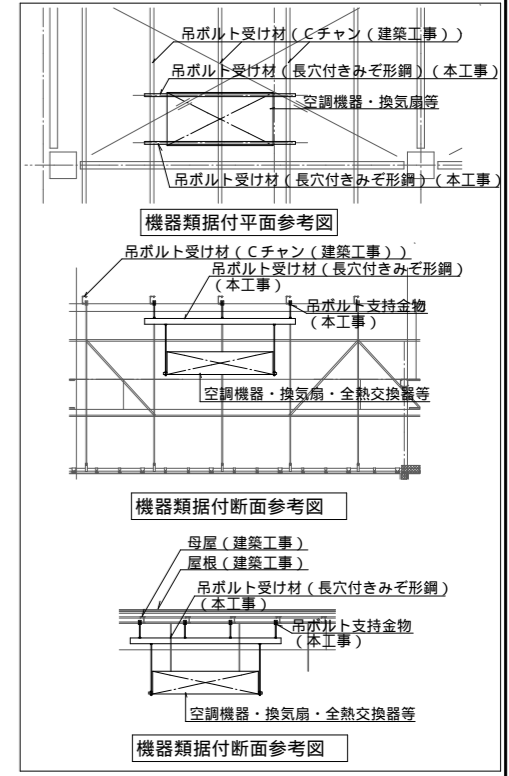 吊ボルト受け材(Cチャン(建築工事))
吊ボルト受け材(長穴付きみぞ形鋼)(本工事)
空調機器・換気扇等
吊ボルト受け材(長穴付きみぞ形鋼)(本工事)
機器類据付平面参考図
吊ボルト受け材(Cチャン(建築工事))
吊ボルト受け材(長穴付きみぞ形鋼)
(本工事)
吊ボルト支持金物
(本工事)
空調機器・換気扇・全熱交換器等
機器類据付断面参考図
母屋(建築工事)
屋根(建築工事)
吊ボルト受け材(長穴付きみぞ形鋼)
(本工事)
吊ボルト支持金物
(本工事)
空調機器・換気扇・全熱交換器等
機器類据付断面参考図